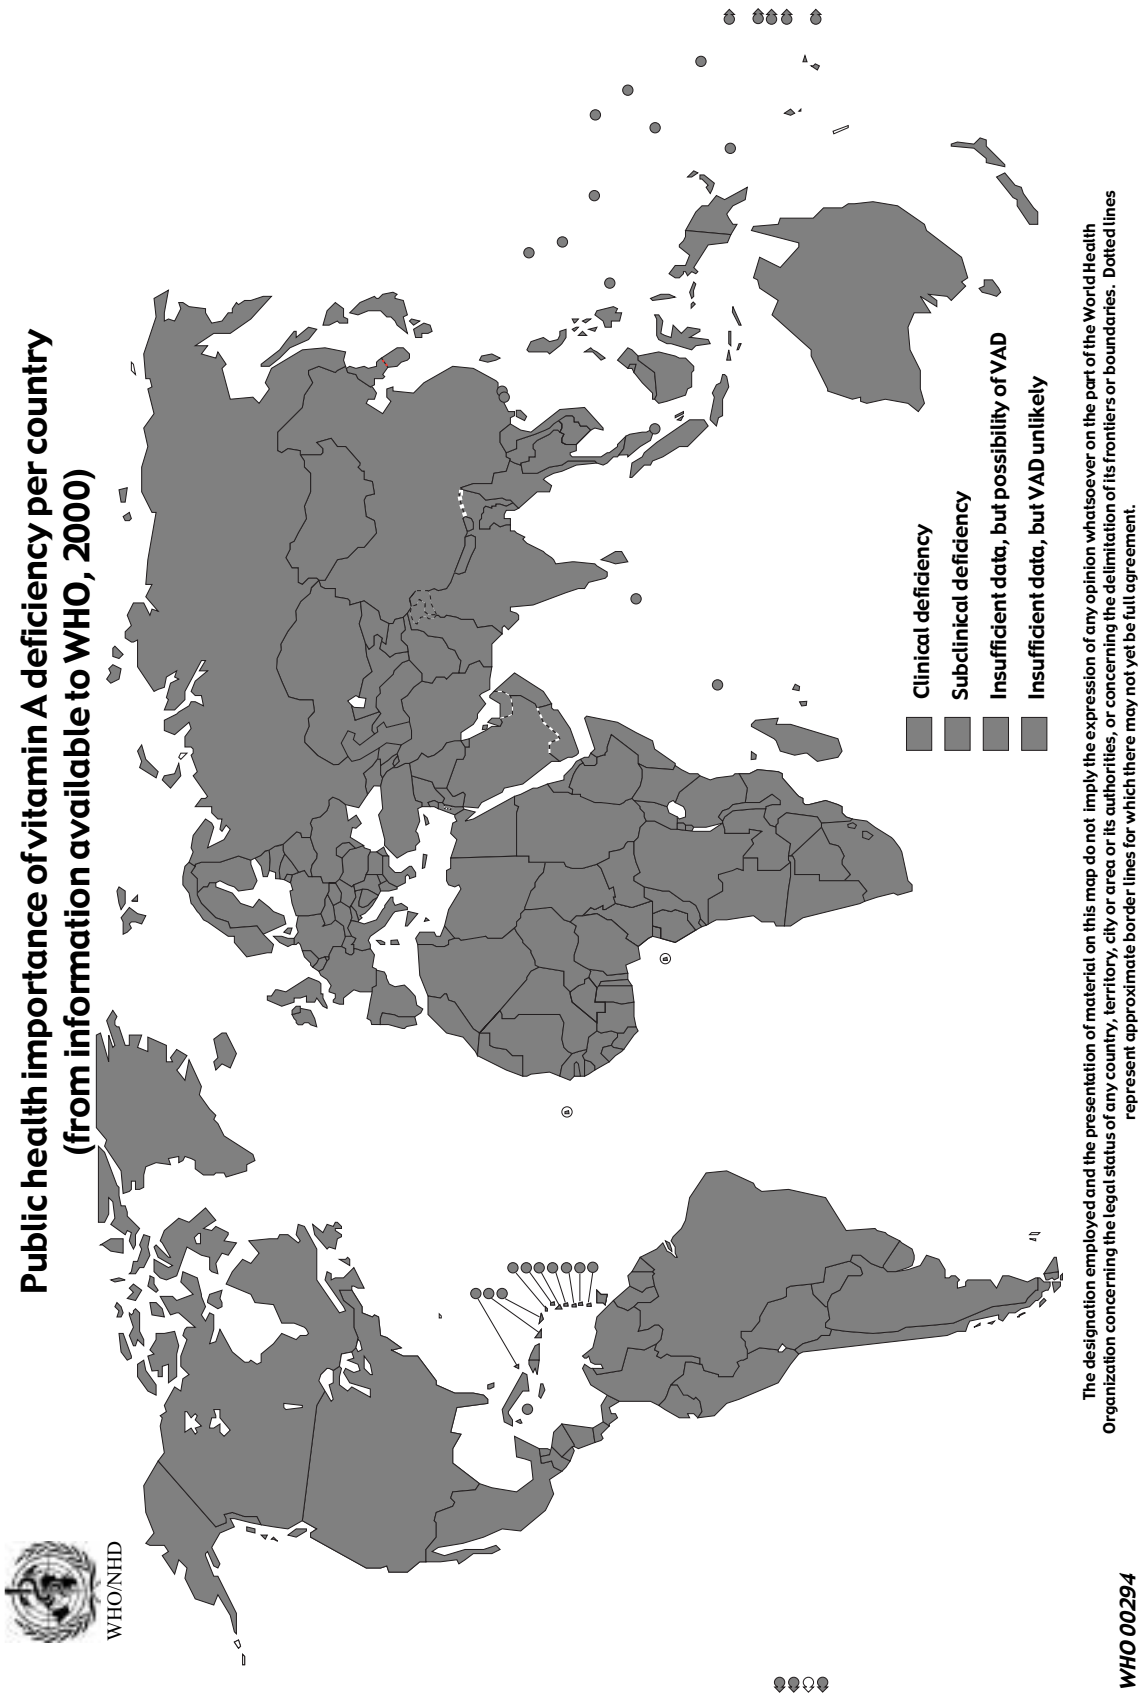 Public health importance of vitamin A deficiency per country
(from information available to WHO, 2000)
WHO/NHD
Clinical deficiency
Subclinical deficiency
Insufficient data, but possibility of VAD
Insufficient data, but VAD unlikely
The designation employed and the presentation of material on this map do not imply the expression of any opinion whatsoever on the part of the World Health
Organization concerning the legal status of any country, territory, city or area or its authorities, or concerning the delimitation of its frontiers or bounderies. Dotted lines
represent approximate border lines for which there may not yet be full agreement.
WHO 00294